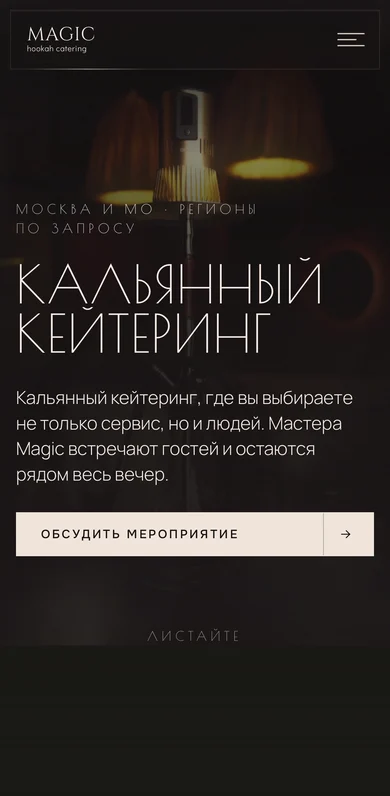 MAGIC
hookah catering
МОСКВА И МО · РЕГИОНЫ
ПО ЗАПРОСУ
КАЛЬЯННЫЙ
КЕЙТЕРИНГ
Кальянный кейтеринг, где вы выбираете
не только сервис, но и людей. Мастера
Magic встречают гостей и остаются
рядом весь вечер.
ОБСУДИТЬ МЕРОПРИЯТИЕ →
ЛИСТАЙТЕ